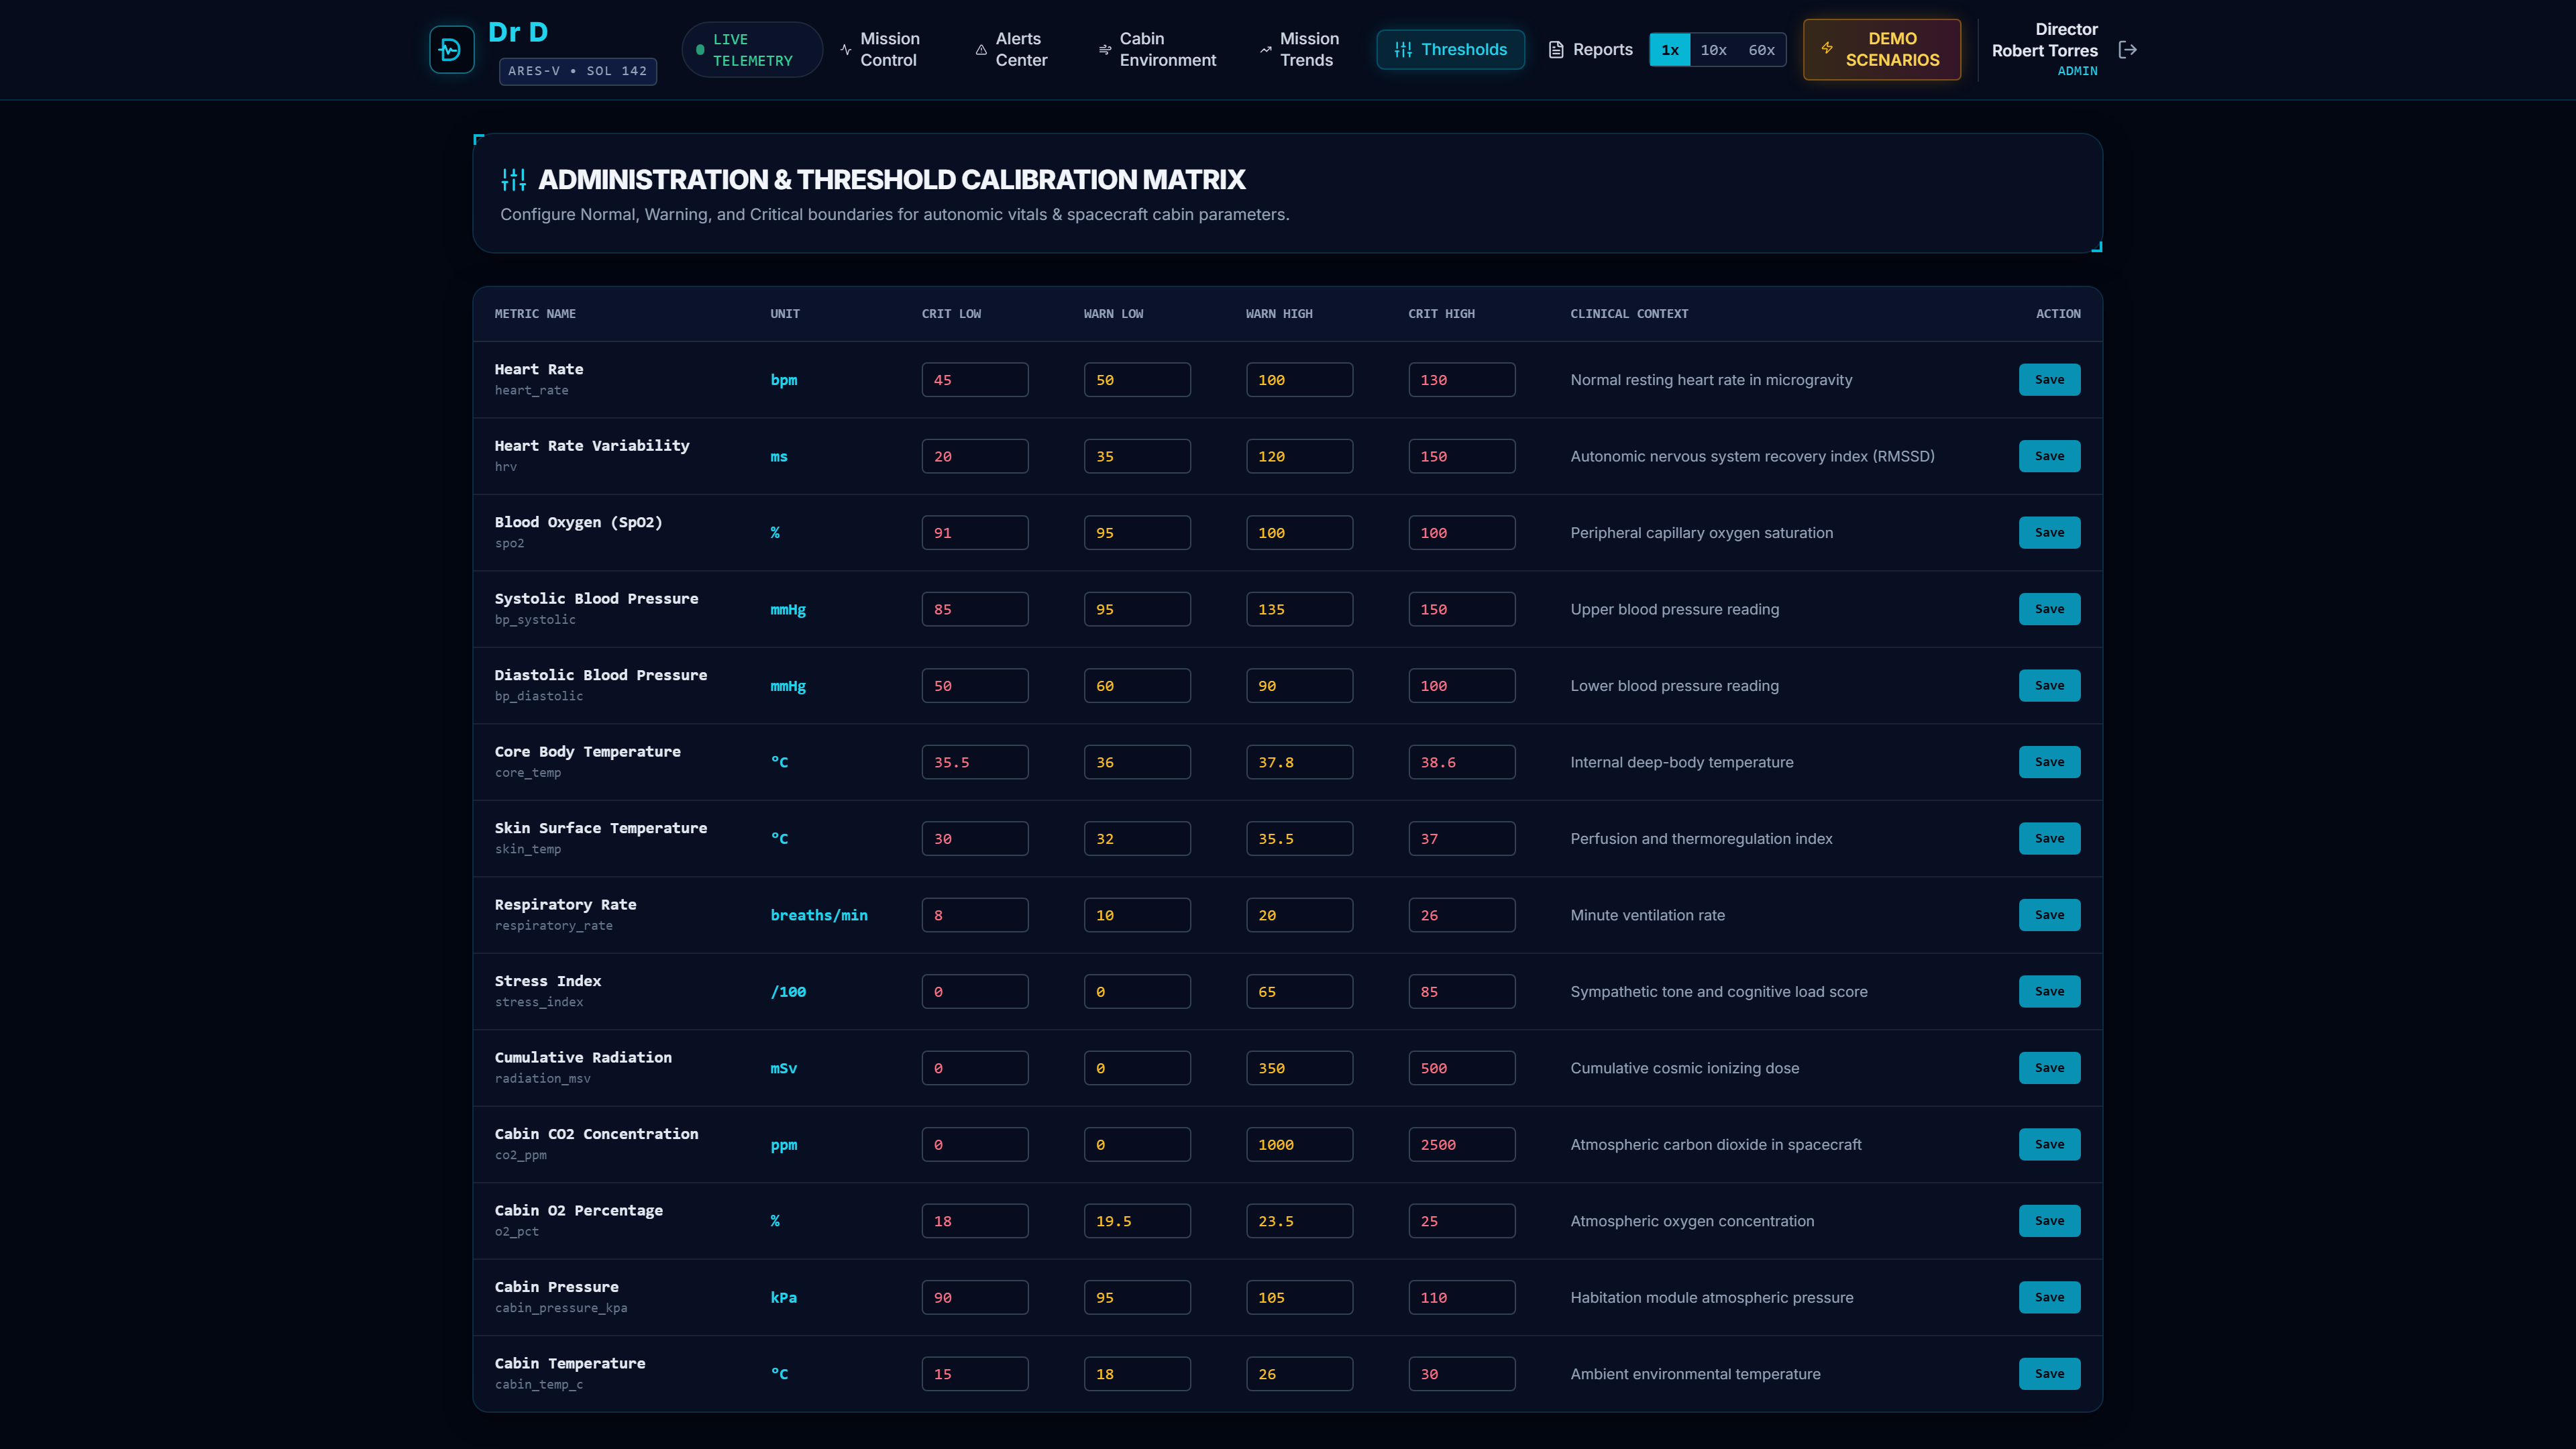 Dr D
ARES-V • SOL 142
LIVE
TELEMETRY
Mission
Control
Alerts
Center
Cabin
Environment
Mission
Trends
Thresholds
Reports
1x 10x 60x
DEMO
SCENARIOS
Director
Robert Torres
ADMIN
ADMINISTRATION & THRESHOLD CALIBRATION MATRIX
Configure Normal, Warning, and Critical boundaries for autonomic vitals & spacecraft cabin parameters.
METRIC NAME UNIT CRIT LOW WARN LOW WARN HIGH CRIT HIGH CLINICAL CONTEXT ACTION
Heart Rate
heart_rate
bpm 45 50 100 130 Normal resting heart rate in microgravity Save
Heart Rate Variability
hrv
ms 20 35 120 150 Autonomic nervous system recovery index (RMSSD) Save
Blood Oxygen (SpO2)
spo2
% 91 95 100 100 Peripheral capillary oxygen saturation Save
Systolic Blood Pressure
bp_systolic
mmHg 85 95 135 150 Upper blood pressure reading Save
Diastolic Blood Pressure
bp_diastolic
mmHg 50 60 90 100 Lower blood pressure reading Save
Core Body Temperature
core_temp
°C 35.5 36 37.8 38.6 Internal deep-body temperature Save
Skin Surface Temperature
skin_temp
°C 30 32 35.5 37 Perfusion and thermoregulation index Save
Respiratory Rate
respiratory_rate
breaths/min 8 10 20 26 Minute ventilation rate Save
Stress Index
stress_index
/100 0 0 65 85 Sympathetic tone and cognitive load score Save
Cumulative Radiation
radiation_msv
mSv 0 0 350 500 Cumulative cosmic ionizing dose Save
Cabin CO2 Concentration
co2_ppm
ppm 0 0 1000 2500 Atmospheric carbon dioxide in spacecraft Save
Cabin O2 Percentage
o2_pct
% 18 19.5 23.5 25 Atmospheric oxygen concentration Save
Cabin Pressure
cabin_pressure_kpa
kPa 90 95 105 110 Habitation module atmospheric pressure Save
Cabin Temperature
cabin_temp_c
°C 15 18 26 30 Ambient environmental temperature Save